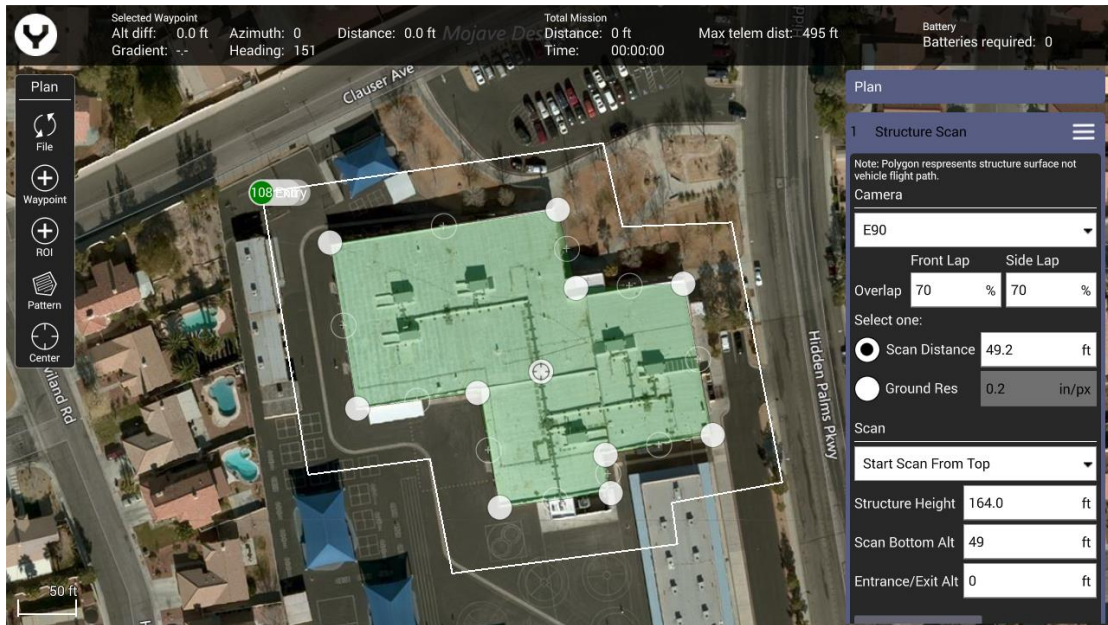 Selected Waypoint
Alt diff: 0.0 ft Azimuth: 0 Distance: 0.0 ft
Gradient: -.- Heading: 151
Total Mission
Distance: 0 ft Max telem dist: 495 ft
Time: 00:00:00
Battery
Batteries required: 0
Mojave Des
Hidden
Clauser Ave
Plan
File
Waypoint
ROI
Pattern
Center
108 Entry
viland Rd
Hidden Palms Pkwy
50 ft
H
Plan
1 Structure Scan
Note: Polygon respresents structure surface not
vehicle flight path.
Camera
E90
Front Lap Side Lap
Overlap 70 % 70 %
Select one:
Scan Distance 49.2 ft
Ground Res 0.2 in/px
Scan
Start Scan From Top
Structure Height 164.0 ft
Scan Bottom Alt 49 ft
Entrance/Exit Alt 0 ft